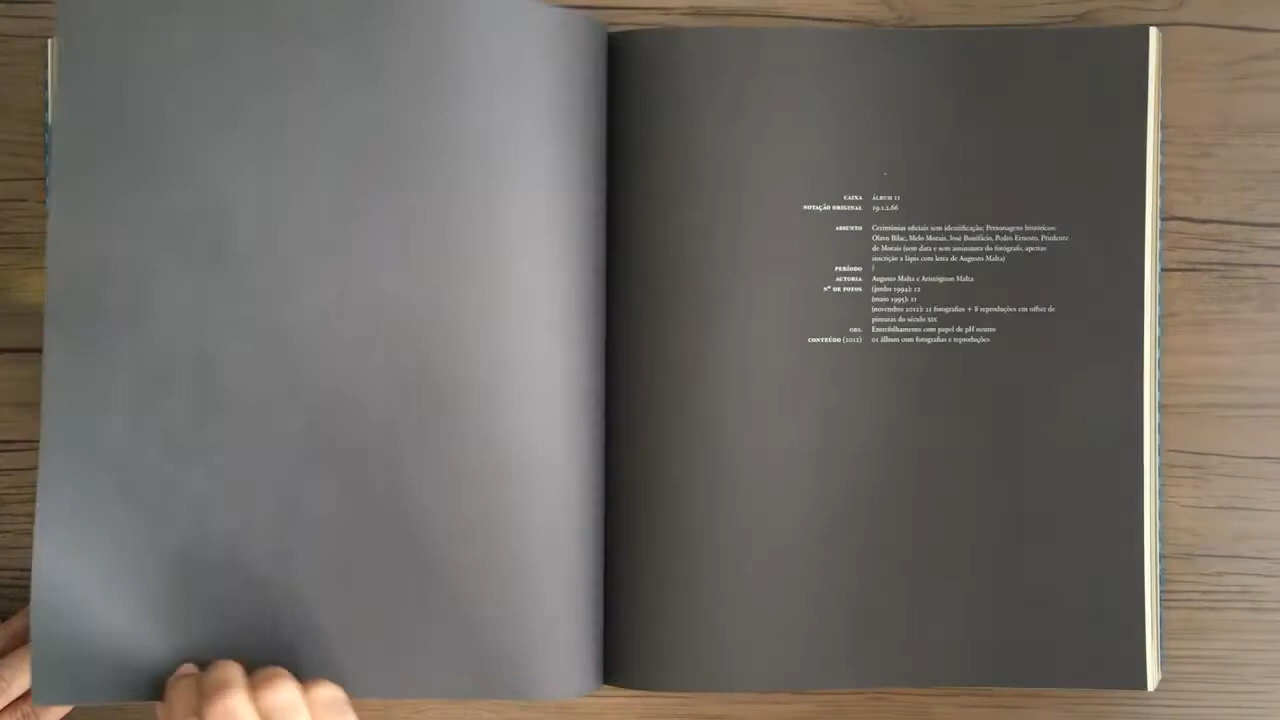 CAIXA ÁLBUM 11
NOTAÇÃO ORIGINAL 19.1.2.66
ASSUNTO Cerimônias oficiais sem identificação; Personagens históricos:
Olavo Bilac, Melo Morais, José Bonifácio, Pedro Ernesto, Prudente
de Morais (sem data e sem assinatura do fotógrafo, apenas
inscrição a lápis com letra de Augusto Malta)
PERÍODO ?
AUTORIA Augusto Malta e Aristógiton Malta
Nº DE FOTOS (junho 1994): 12
(maio 1995): 11
(novembro 2012): 21 fotografias + 8 reproduções em offset de
pinturas do século XIX
OBS. Entrefolhamento com papel de pH neutro
CONTEÚDO (2012) 01 álbum com fotografias e reproduções